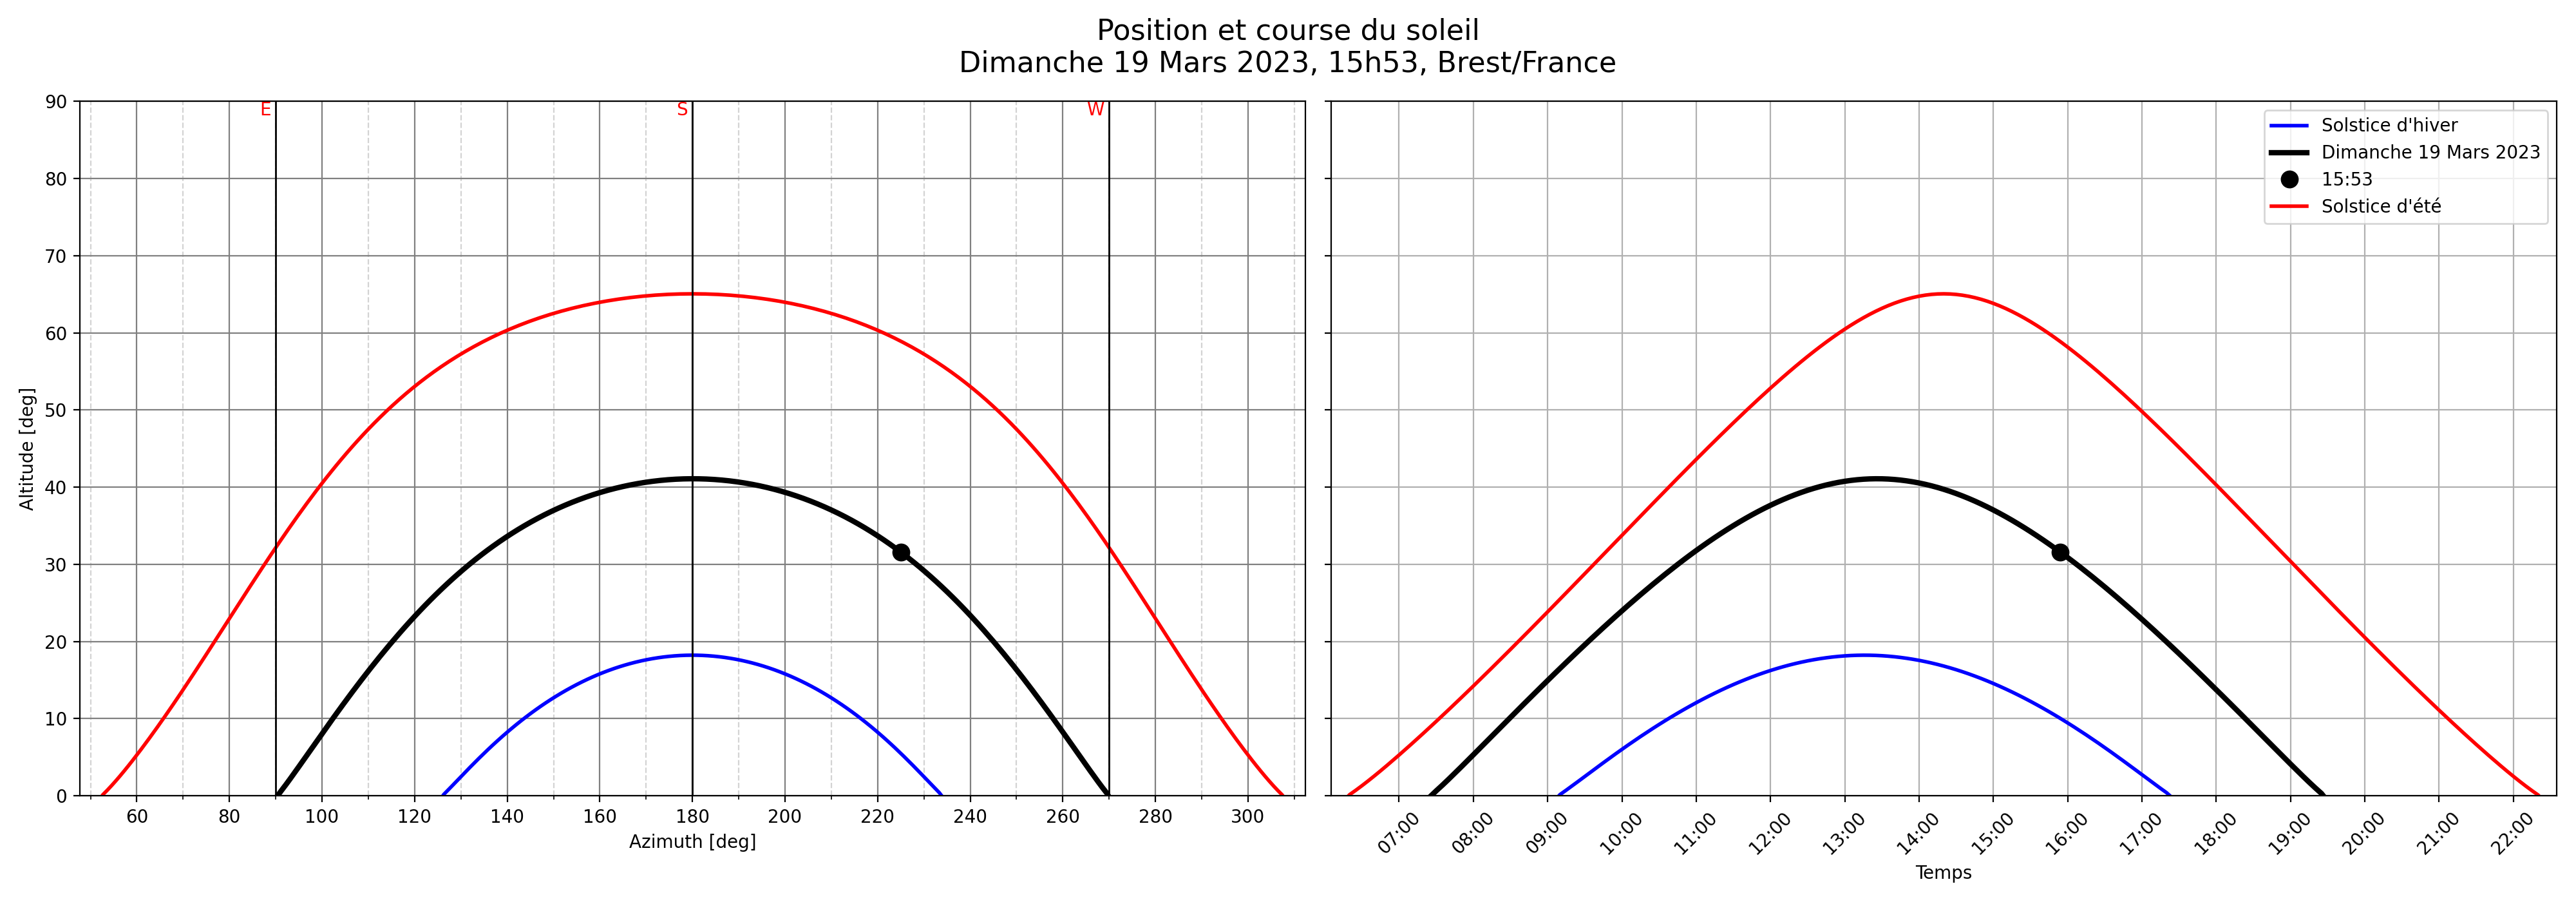 Position et course du soleil
Dimanche 19 Mars 2023, 15h53, Brest/France
E S W
90
80
70
60
50
40
30
20
10
0
Altitude [deg]
60 80 100 120 140 160 180 200 220 240 260 280 300
Azimuth [deg]
Solstice d'hiver
Dimanche 19 Mars 2023
15:53
Solstice d'été
07:00 08:00 09:00 10:00 11:00 12:00 13:00 14:00 15:00 16:00 17:00 18:00 19:00 20:00 21:00 22:00
Temps